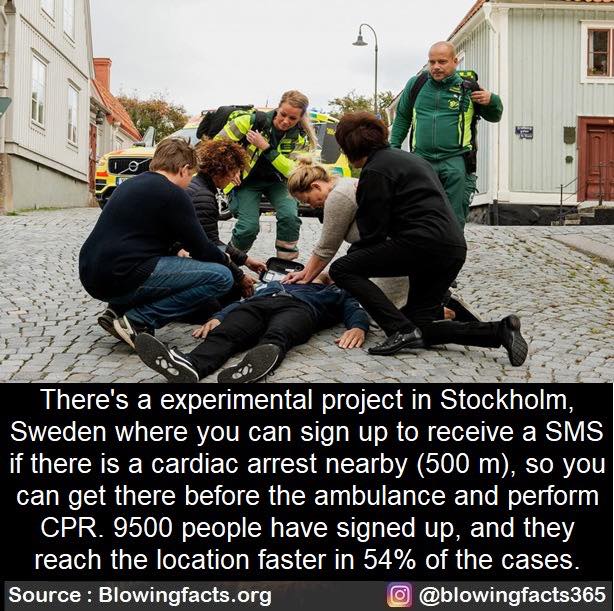 There's a experimental project in Stockholm,
Sweden where you can sign up to receive a SMS
if there is a cardiac arrest nearby (500 m), so you
can get there before the ambulance and perform
CPR. 9500 people have signed up, and they
reach the location faster in 54% of the cases.
Source : Blowingfacts.org
@blowingfacts365